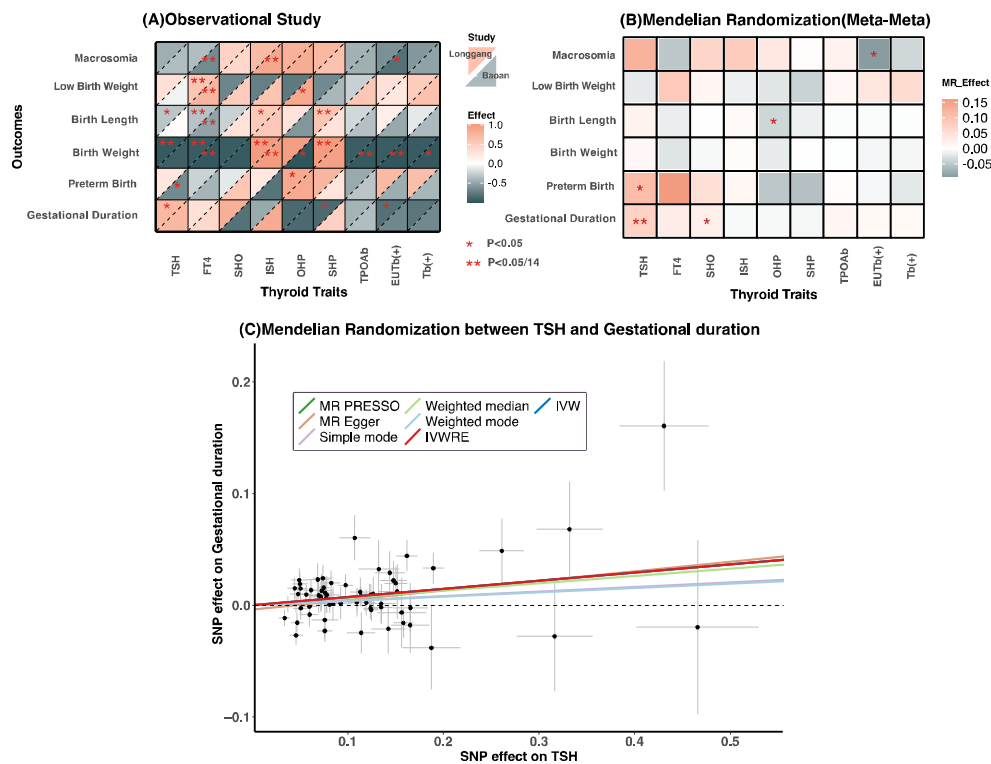 (A)Observational Study
Outcomes
Macrosomia
Low Birth Weight
Birth Length
Birth Weight
Preterm Birth
Gestational Duration
** ** *
** ** *
* ** ** * *
** ** ** ** ** * ** ** ** *
* *
* * *
TSH FT4 SHO ISH OHP SHP TPOAb EUTb(+) Tb(+)
Thyroid Traits
Study
Longgang
Baoan
Effect
1.0
0.5
0.0
-0.5
* P<0.05
** P<0.05/14
(B)Mendelian Randomization(Meta-Meta)
Macrosomia
Low Birth Weight
Birth Length
Birth Weight
Preterm Birth
Gestational Duration
*
*
*
** *
TSH FT4 SHO ISH OHP SHP TPOAb EUTb(+) Tb(+)
Thyroid Traits
MR_Effect
0.15
0.10
0.05
0.00
-0.05
(C)Mendelian Randomization between TSH and Gestational duration
SNP effect on Gestational duration
0.2
0.1
0.0
−0.1
MR PRESSO Weighted median IVW
MR Egger Weighted mode
Simple mode IVWRE
0.1 0.2 0.3 0.4 0.5
SNP effect on TSH